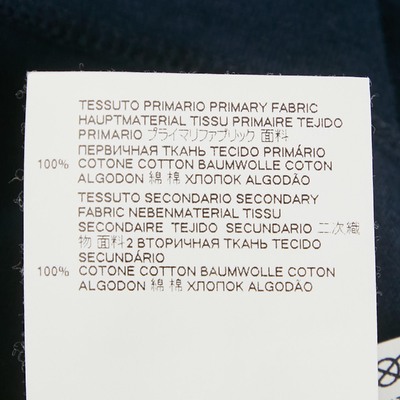 TESSUTO PRIMARIO PRIMARY FABRIC
HAUPTMATERIAL TISSU PRIMAIRE TEJIDO
PRIMARIO プライマリファブリック 面料
ПЕРВИЧНАЯ ТКАНЬ TECIDO PRIMÁRIO
100% COTONE COTTON BAUMWOLLE COTON
ALGODON 綿 棉 ХЛОПОК ALGODÃO
TESSUTO SECONDARIO SECONDARY
FABRIC NEBENMATERIAL TISSU
SECONDAIRE TEJIDO SECUNDARIO 二次織
物 面料2 ВТОРИЧНАЯ ТКАНЬ TECIDO
SECUNDÁRIO
100% COTONE COTTON BAUMWOLLE COTON
ALGODON 綿 棉 ХЛОПОК ALGODÃO